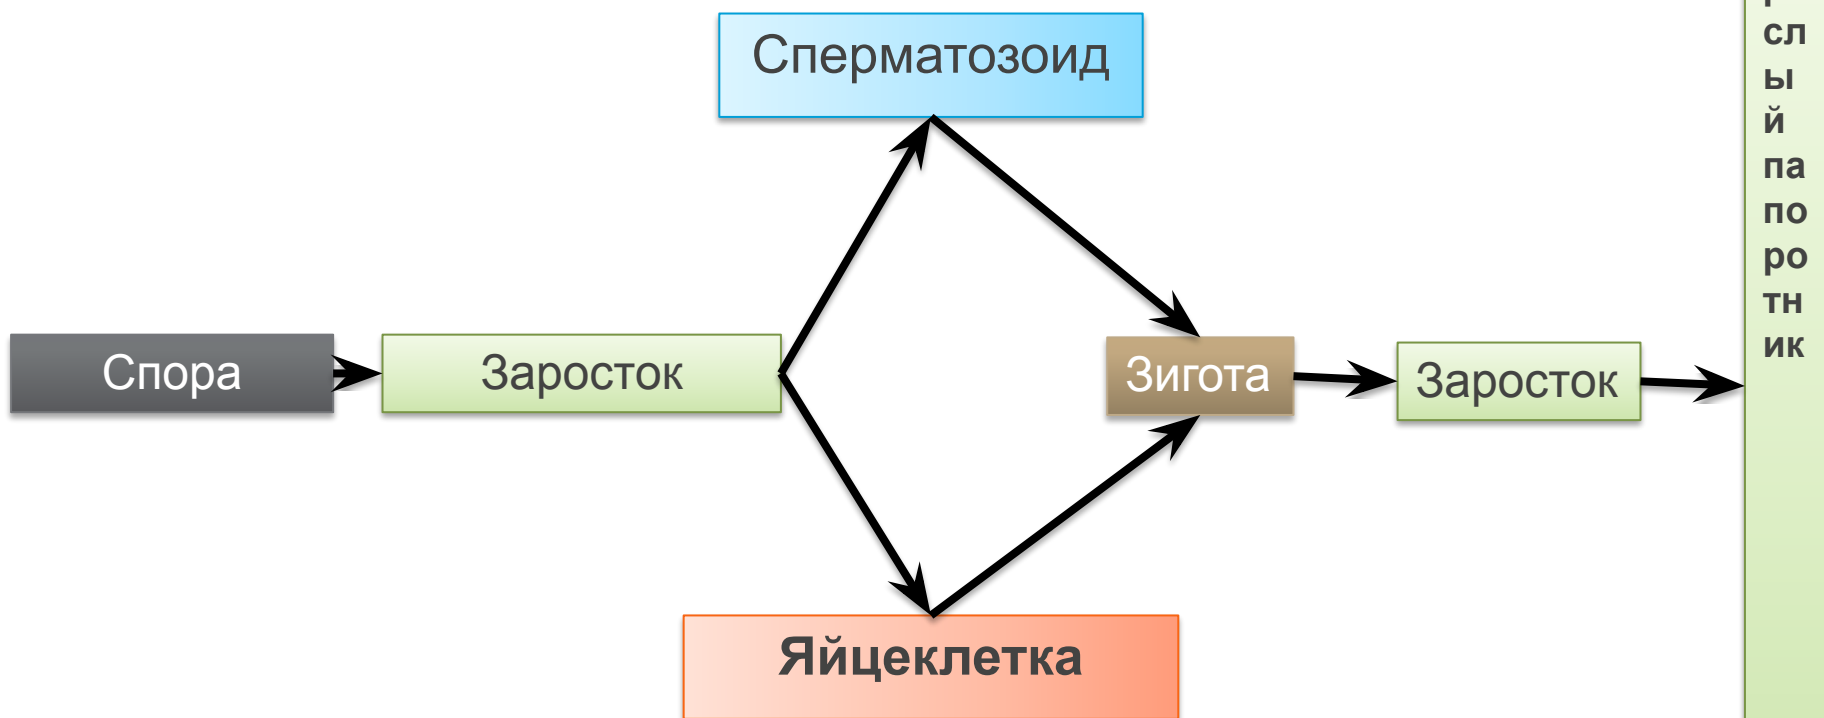 Сперматозоид
Спора
Заросток
Зигота
Заросток
Яйцеклетка
сл
ы
й
па
по
ро
тн
ик